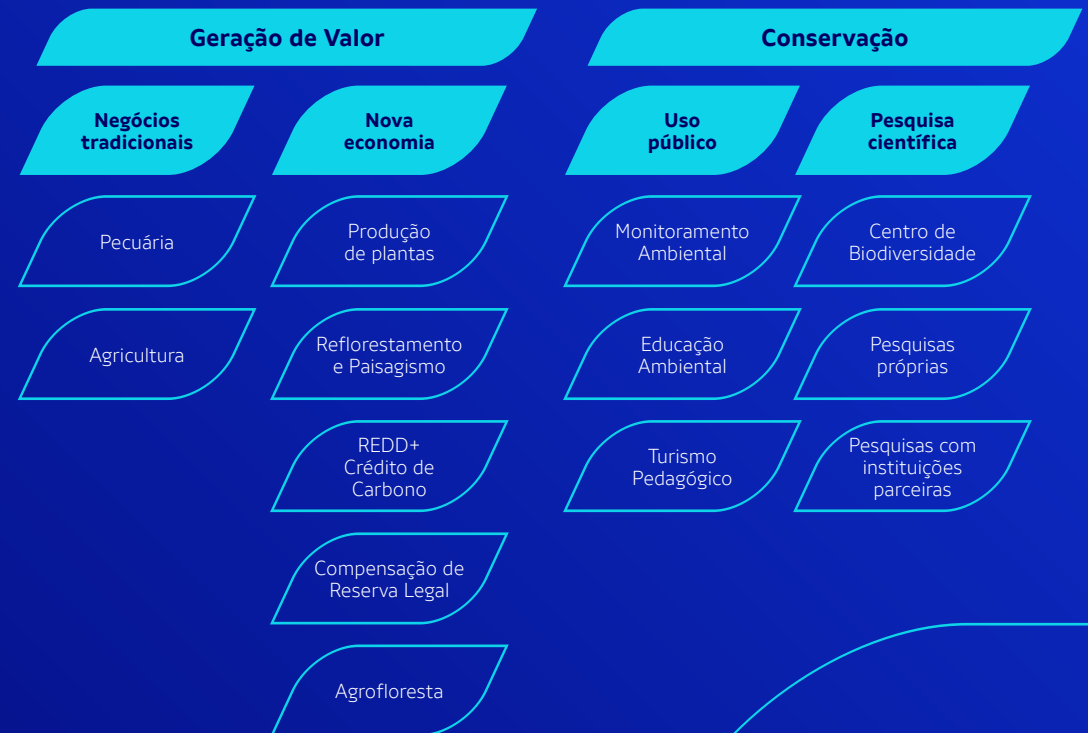 Geração de Valor
Conservação
Negócios
tradicionais
Nova
economia
Uso
público
Pesquisa
científica
Pecuária
Produção
de plantas
Monitoramento
Ambiental
Centro de
Biodiversidade
Agricultura
Reflorestamento
e Paisagismo
Educação
Ambiental
Pesquisas
próprias
REDD+
Crédito de
Carbono
Turismo
Pedagógico
Pesquisas com
instituições
parceiras
Compensação de
Reserva Legal
Agrofloresta